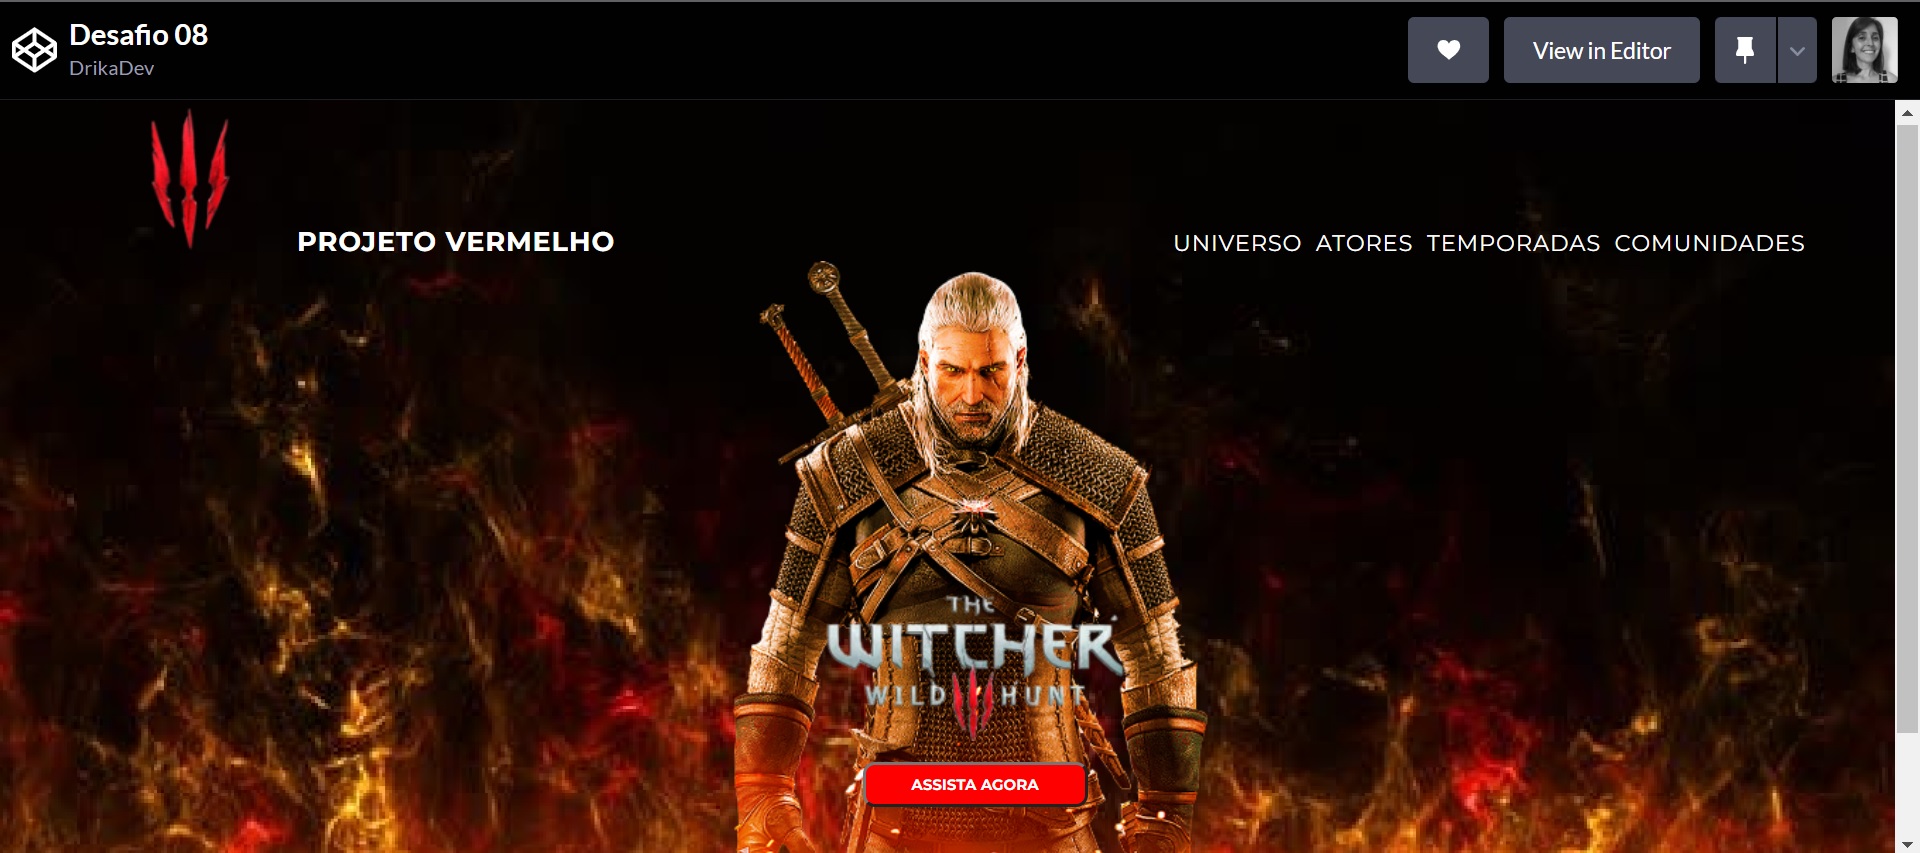 Desafio 08
DrikaDev
View in Editor
PROJETO VERMELHO
UNIVERSO ATORES TEMPORADAS COMUNIDADES
THE
WITCHER
WILD HUNT
ASSISTA AGORA